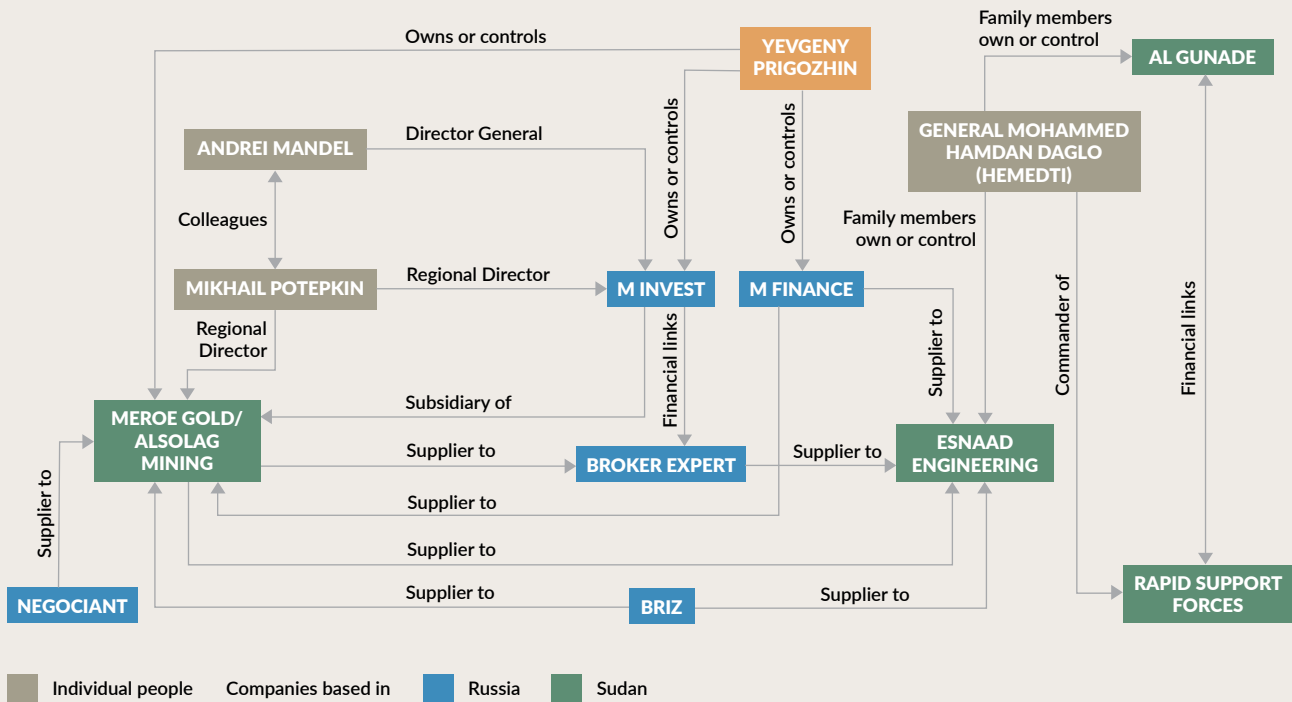 Family members
own or control
Owns or controls
YEVGENY
PRIGOZHIN
AL GUNADE
ANDREI MANDEL
Director General
Owns or controls
Owns or controls
GENERAL MOHAMMED
HAMDAN DAGLO
(HEMEDTI)
Colleagues
Family members
own or control
MIKHAIL POTEPKIN
Regional Director
M INVEST
M FINANCE
Regional
Director
Financial links
Supplier to
Commander of
Financial links
MEROE GOLD/
ALSOLAG
MINING
Subsidiary of
Supplier to
BROKER EXPERT
Supplier to
ESNAAD
ENGINEERING
Supplier to
Supplier to
Supplier to
NEGOCIANT
Supplier to
BRIZ
Supplier to
RAPID SUPPORT
FORCES
Individual people
Companies based in
Russia
Sudan